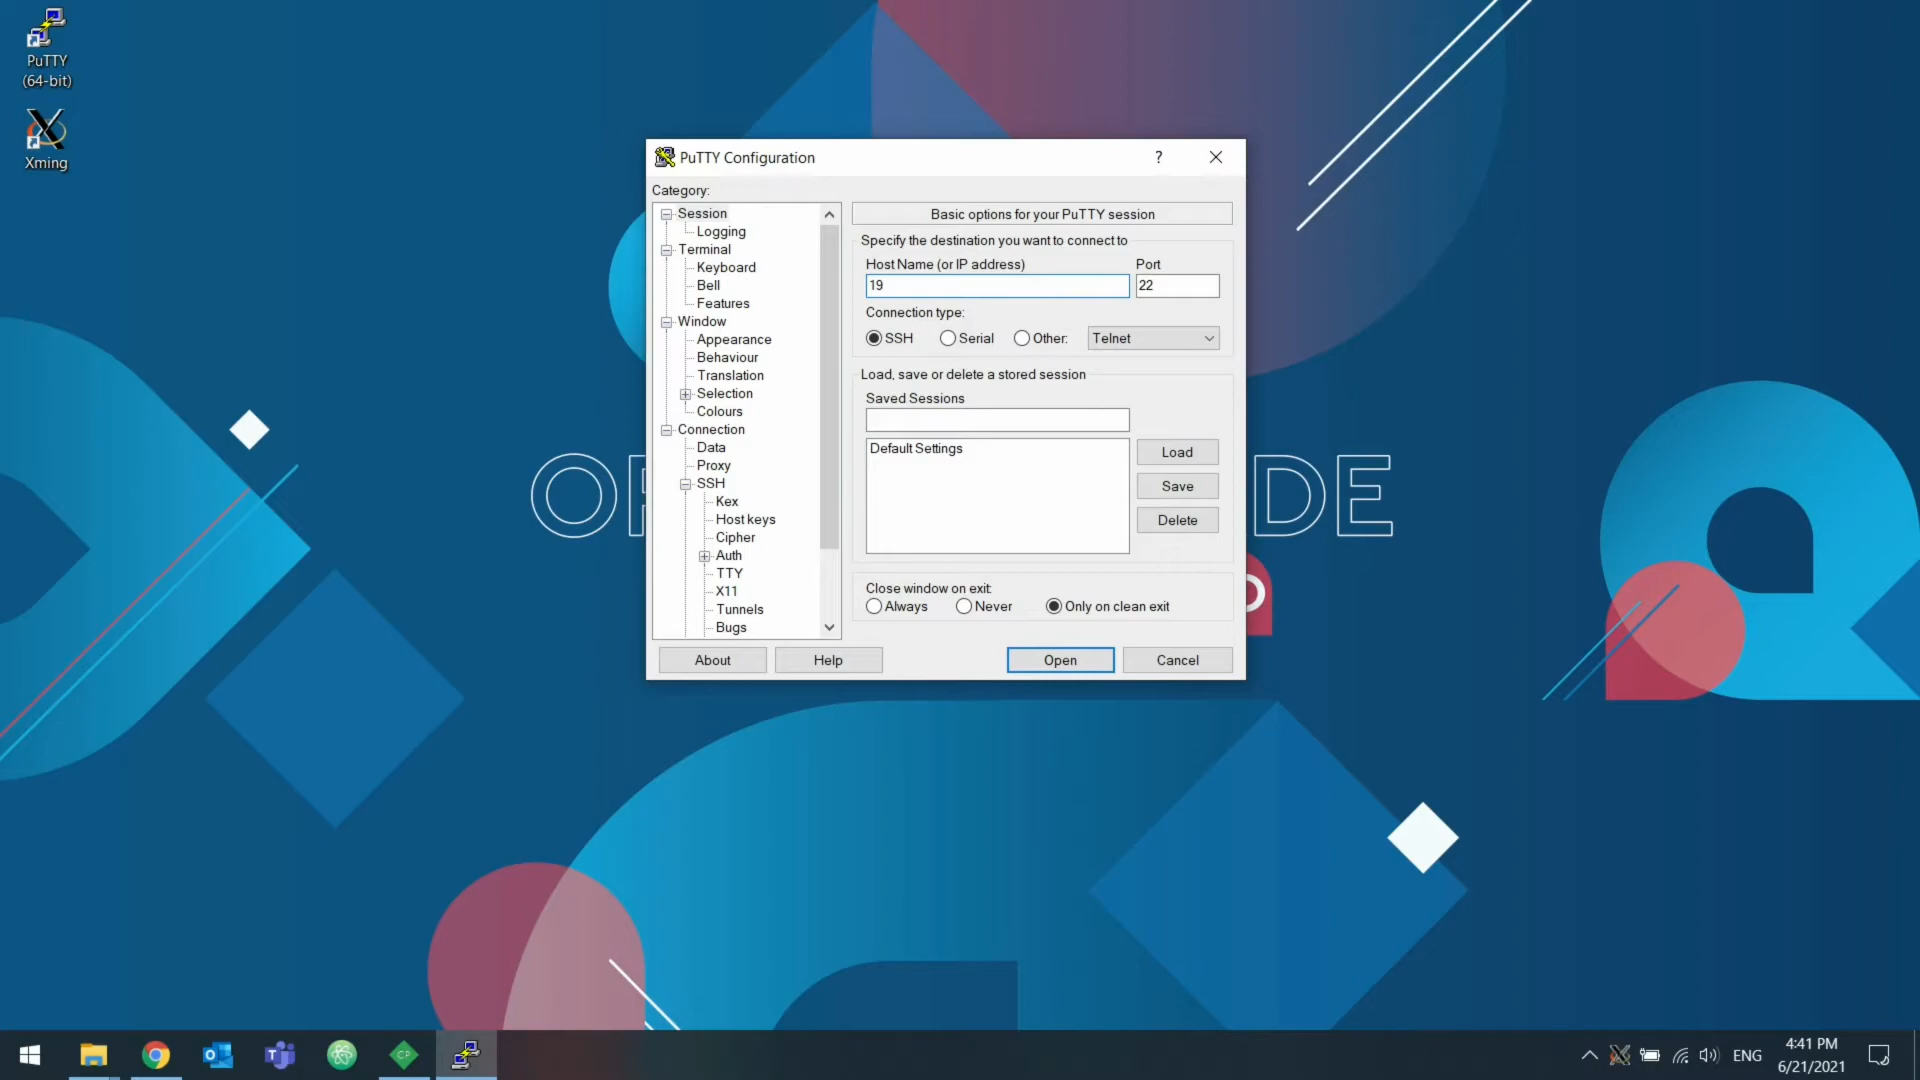 PuTTY
(64-bit)
Xming
PuTTY Configuration
?
Category:
Session
Logging
Terminal
Keyboard
Bell
Features
Window
Appearance
Behaviour
Translation
Selection
Colours
Connection
Data
Proxy
SSH
Kex
Host keys
Cipher
Auth
TTY
X11
Tunnels
Bugs
Basic options for your PuTTY session
Specify the destination you want to connect to
Host Name (or IP address) Port
19 22
Connection type:
SSH Serial Other: Telnet
Load, save or delete a stored session
Saved Sessions
Default Settings
Load
Save
Delete
Close window on exit:
Always Never Only on clean exit
About Help Open Cancel
DE
ENG
4:41 PM
6/21/2021